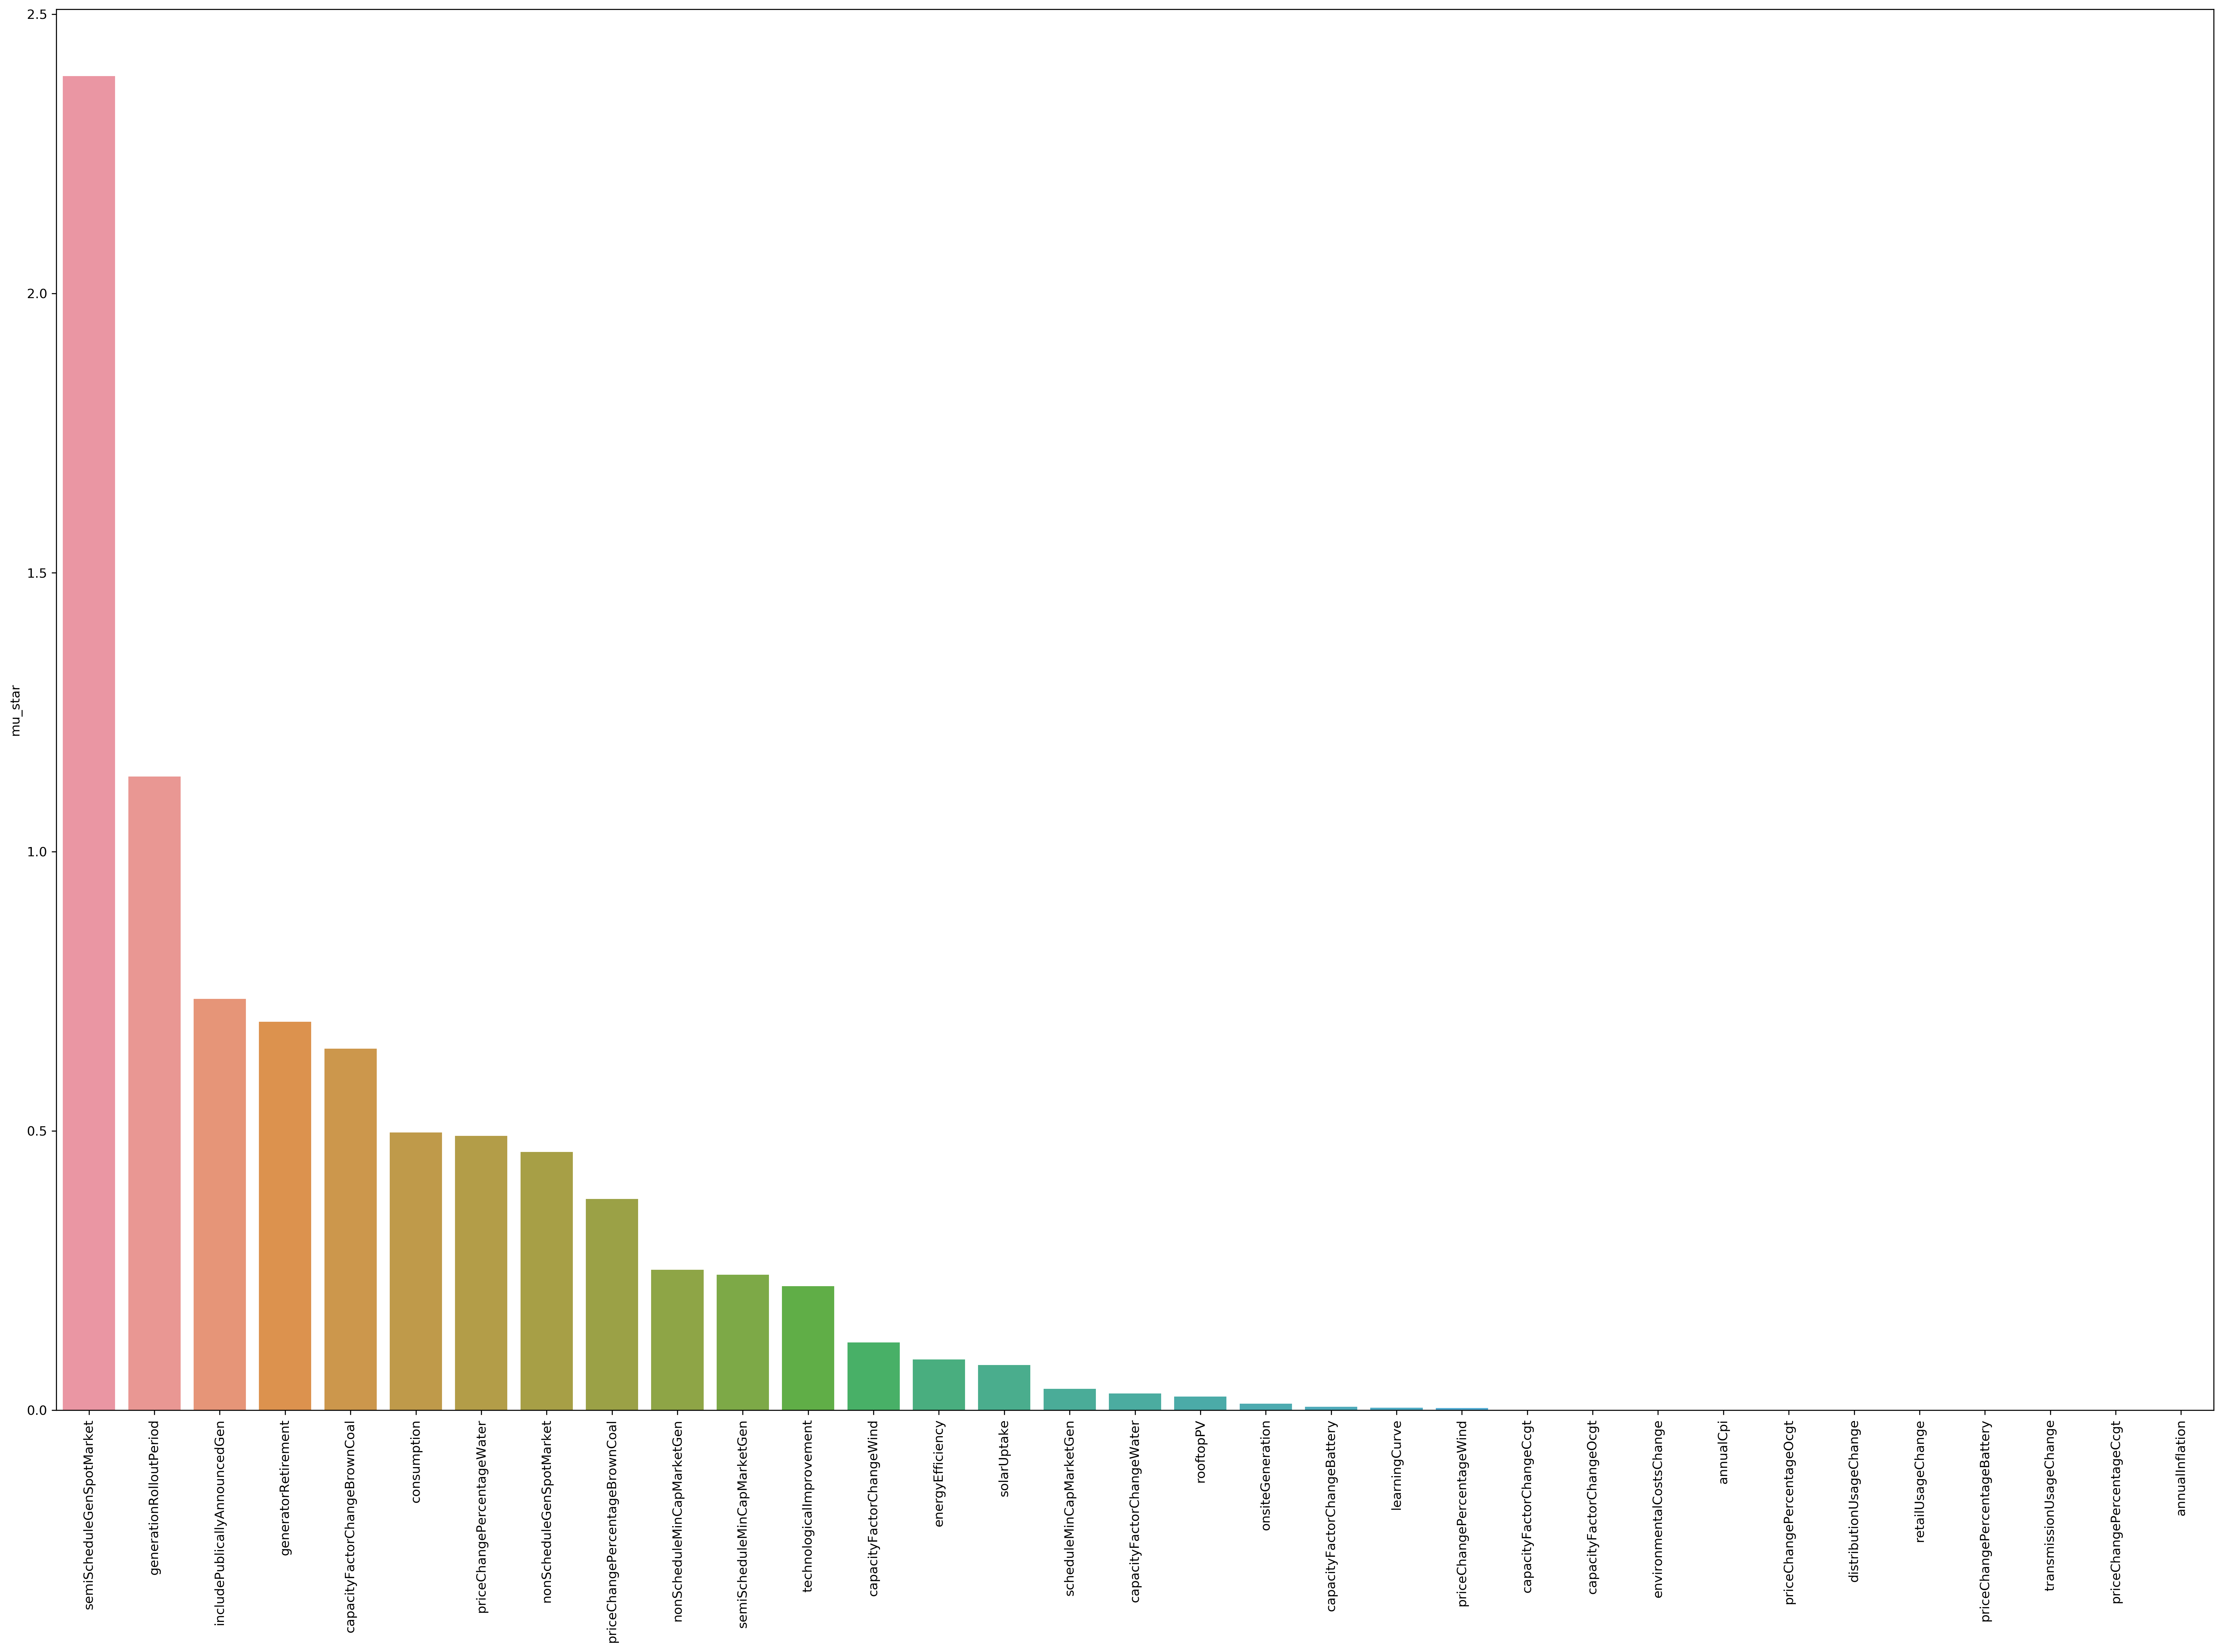 2.5
2.0
1.5
1.0
0.5
0.0
mu_star
semiScheduleGenSpotMarket
generationRolloutPeriod
includePublicallyAnnouncedGen
generatorRetirement
capacityFactorChangeBrownCoal
consumption
priceChangePercentageWater
nonScheduleGenSpotMarket
priceChangePercentageBrownCoal
nonScheduleMinCapMarketGen
semiScheduleMinCapMarketGen
technologicalImprovement
capacityFactorChangeWind
energyEfficiency
solarUptake
scheduleMinCapMarketGen
capacityFactorChangeWater
rooftopPV
onsiteGeneration
capacityFactorChangeBattery
learningCurve
priceChangePercentageWind
capacityFactorChangeCcgt
capacityFactorChangeOcgt
environmentalCostsChange
annualCpi
priceChangePercentageOcgt
distributionUsageChange
retailUsageChange
priceChangePercentageBattery
transmissionUsageChange
priceChangePercentageCcgt
annualInflation